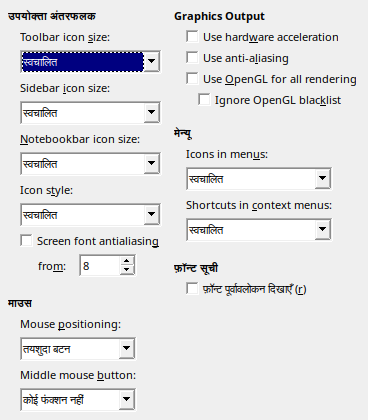 उपयोक्ता अंतरफलक
Toolbar icon size:
स्वचालित
Sidebar icon size:
स्वचालित
Notebookbar icon size:
स्वचालित
Icon style:
स्वचालित
Screen font antialiasing
from: 8
माउस
Mouse positioning:
तयशुदा बटन
Middle mouse button:
कोई फंक्शन नहीं
Graphics Output
Use hardware acceleration
Use anti-aliasing
Use OpenGL for all rendering
Ignore OpenGL blacklist
मेन्यू
Icons in menus:
स्वचालित
Shortcuts in context menus:
स्वचालित
फ़ॉन्ट सूची
फ़ॉन्ट पूर्वावलोकन दिखाएँ (r)